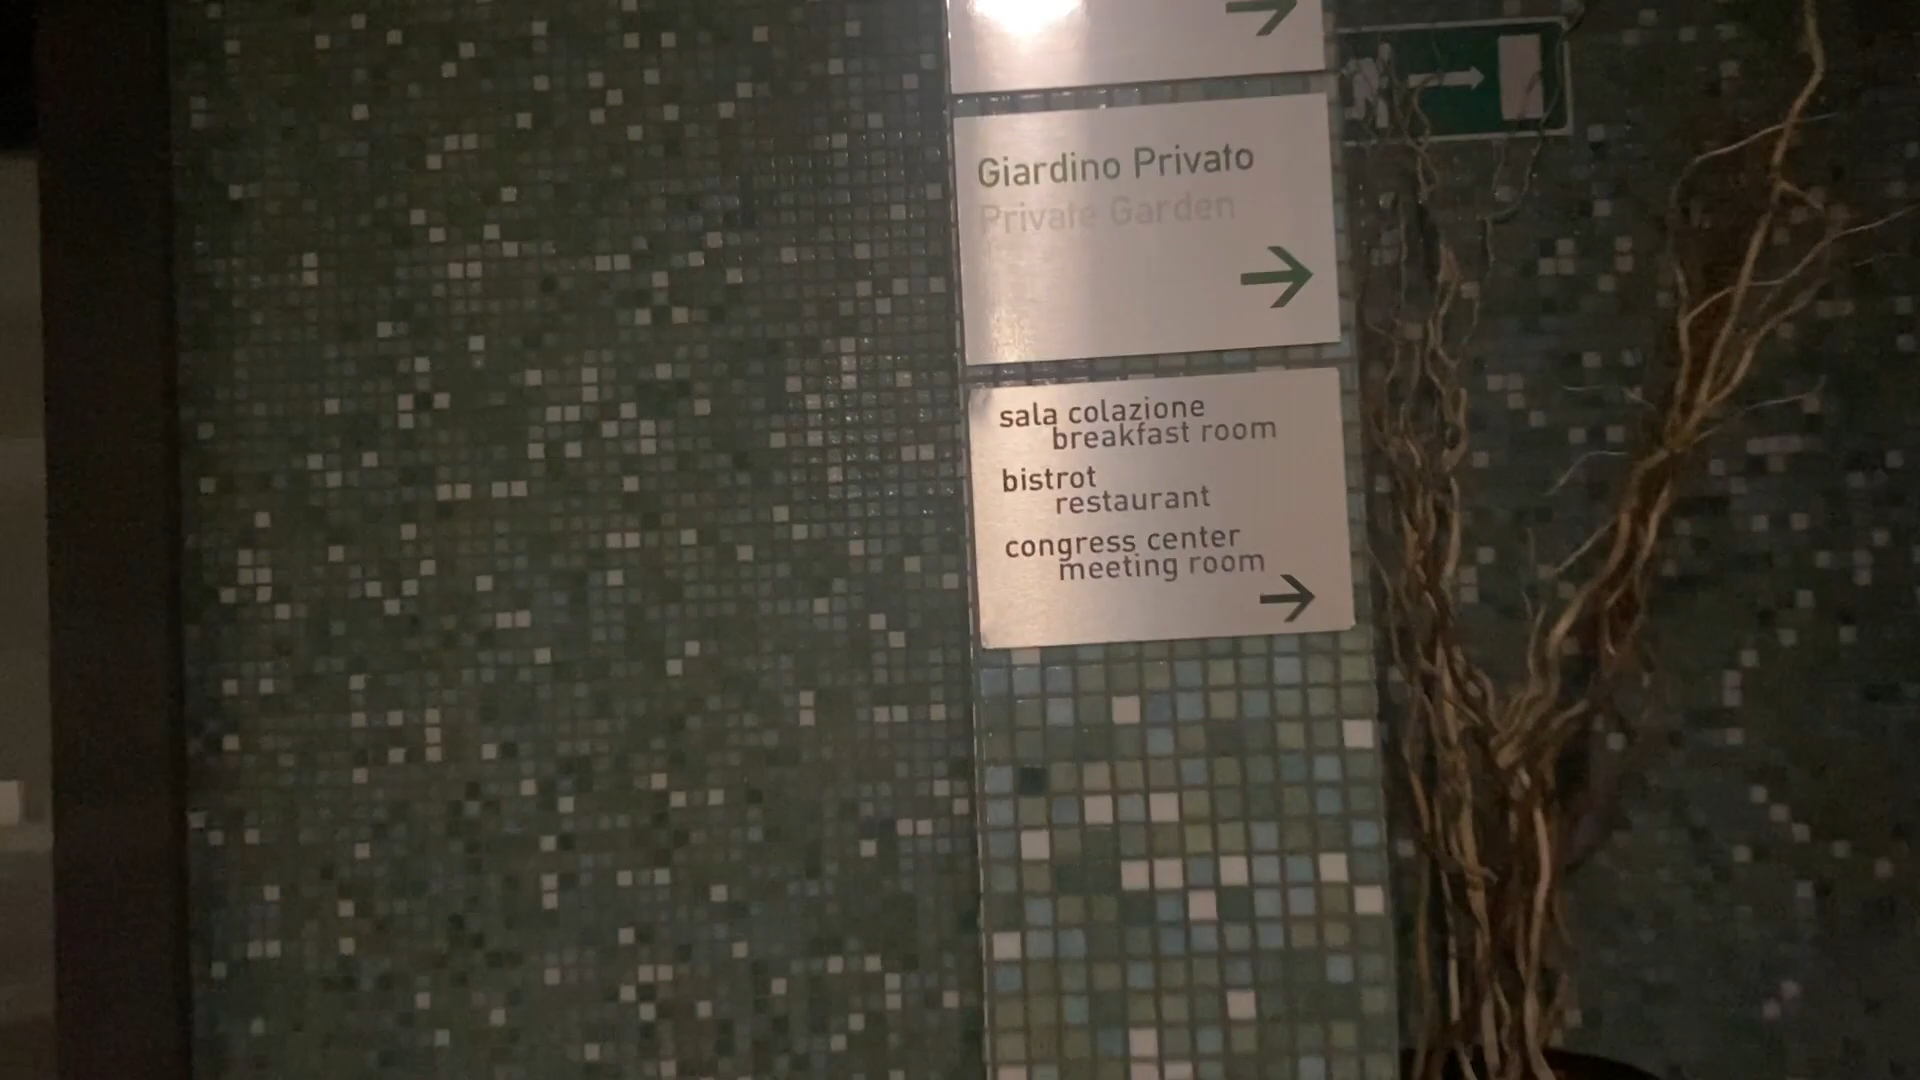 Giardino Privato
Private Garden
sala colazione
breakfast room
bistrot
restaurant
congress center
meeting room